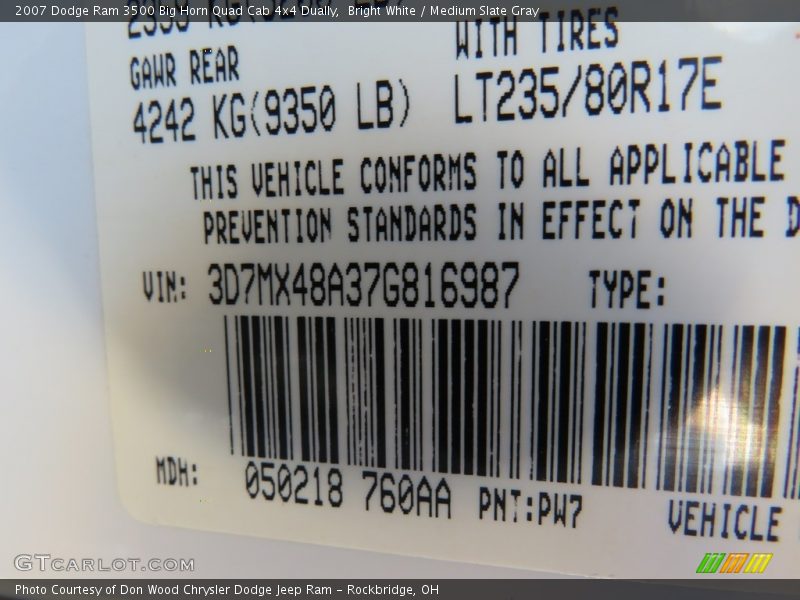 2007 Dodge Ram 3500 Big Horn Quad Cab 4x4 Dually,  Bright White / Medium Slate Gray
WITH TIRES
GAWR REAR
4242 KG(9350 LB) LT235/80R17E
THIS VEHICLE CONFORMS TO ALL APPLICABLE
PREVENTION STANDARDS IN EFFECT ON THE
VIN: 3D7MX48A37G816987 TYPE:
MDH: 050218 760AA PNT:PW7 VEHICLE
GTCARLOT.COM
Photo Courtesy of Don Wood Chrysler Dodge Jeep Ram – Rockbridge, OH